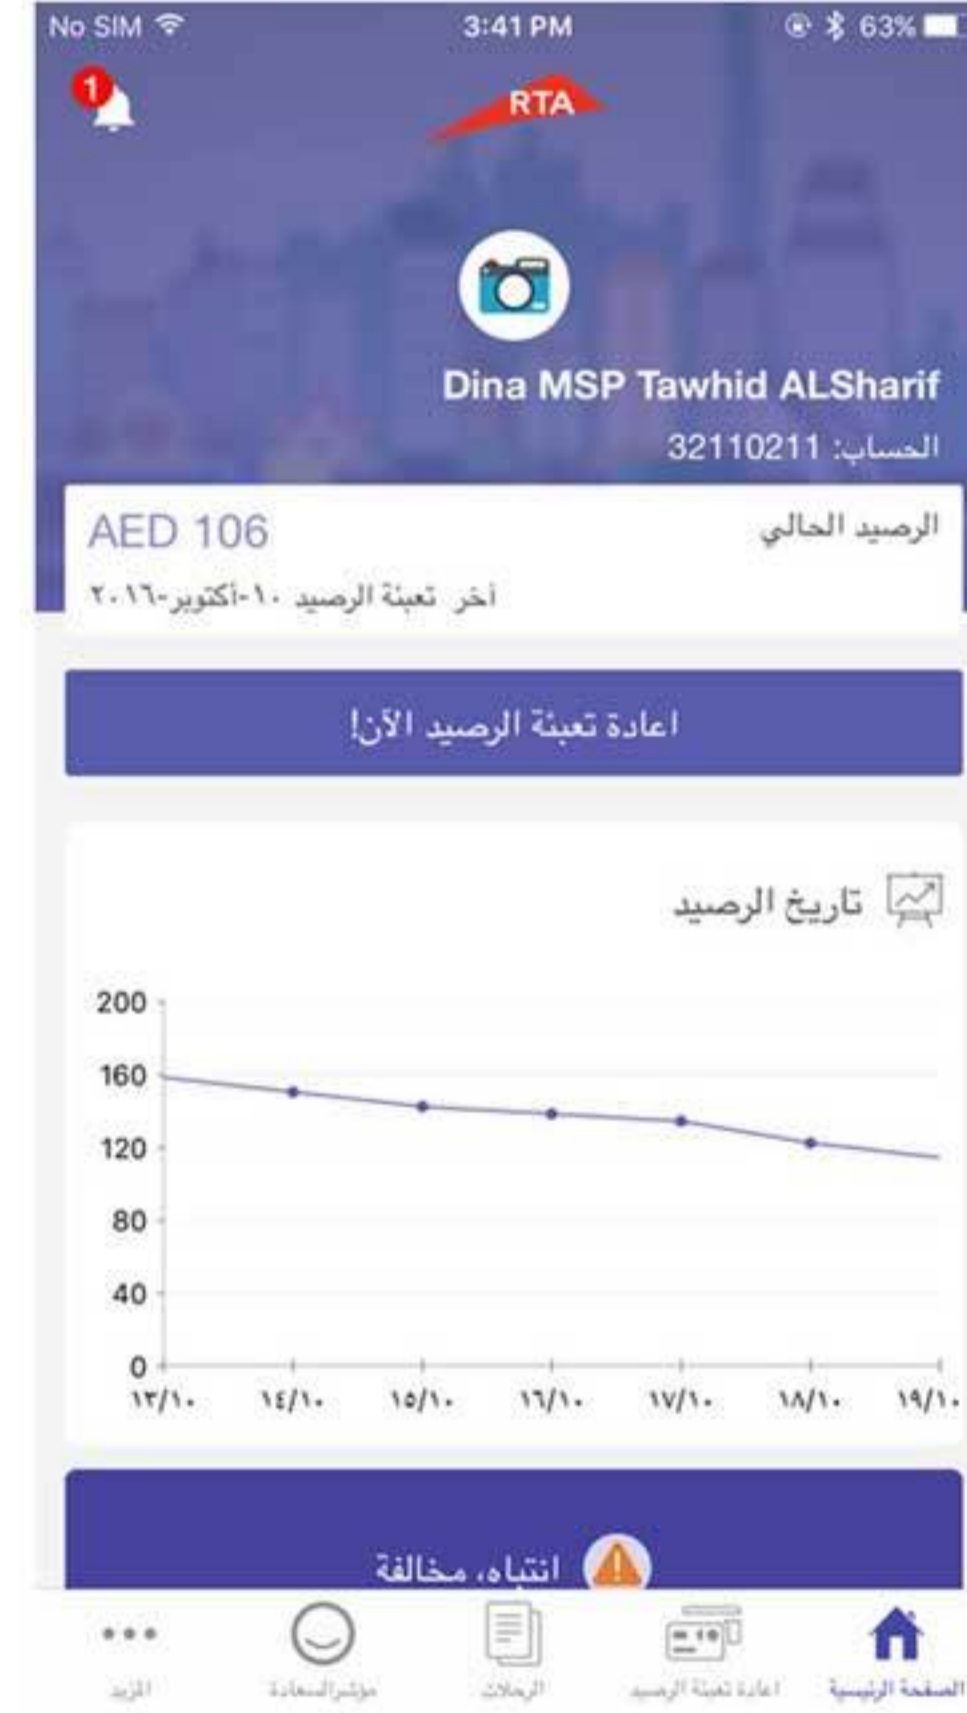 No SIM 3:41 PM 63%
1
RTA
Dina MSP Tawhid ALSharif
الحساب: 32110211
الرصيد الحالي AED 106
أخر تعبئة الرصيد ١٠-أكتوبر-٢٠١٦
اعادة تعبئة الرصيد الآن!
تاريخ الرصيد
200
160
120
80
40
0
١٣/١٠ ١٤/١٠ ١٥/١٠ ١٦/١٠ ١٧/١٠ ١٨/١٠ ١٩/١٠
انتباه، مخالفة
الصفحة الرئيسية اعادة تعبئة الرصيد الرحلات مؤشرالسعادة المزيد